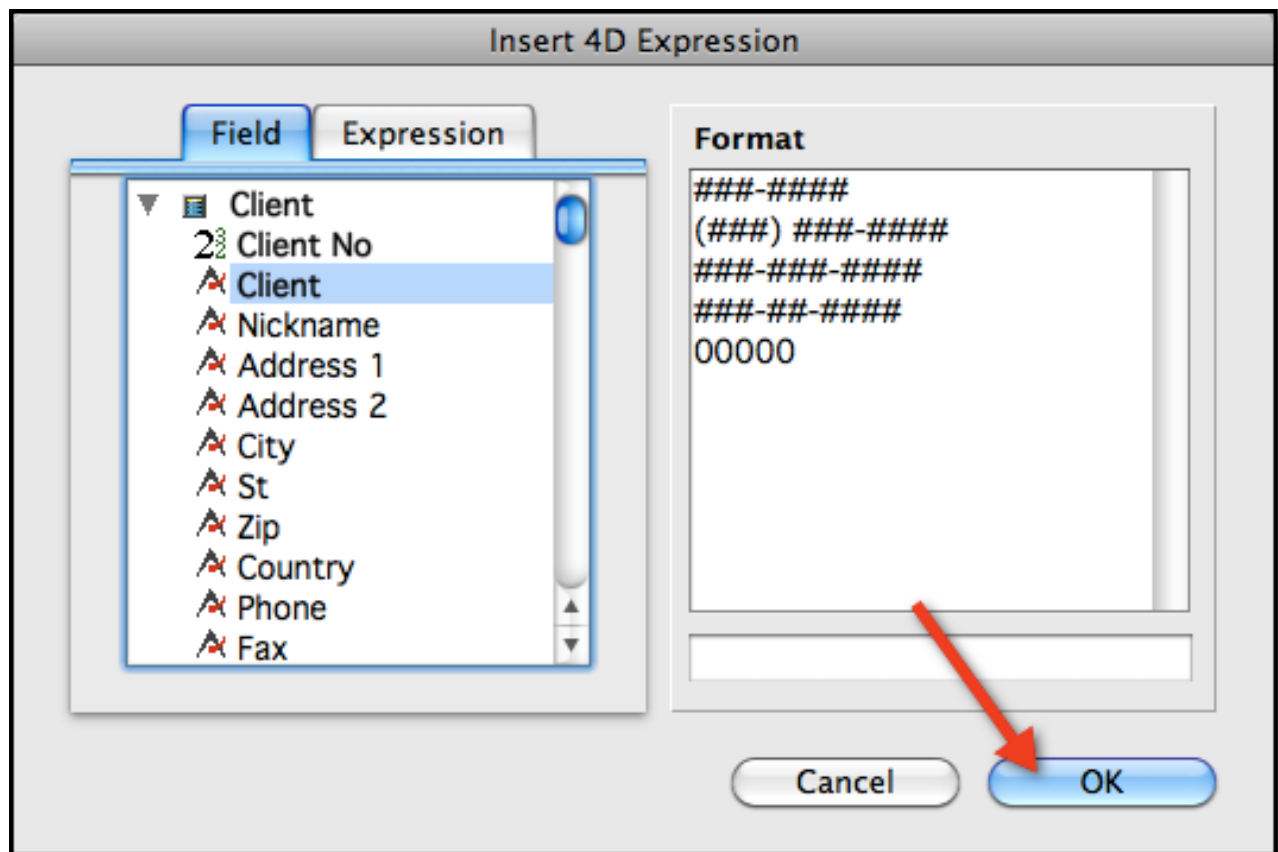 Insert 4D Expression
Field
Expression
Client
Client No
Client
Nickname
Address 1
Address 2
City
St
Zip
Country
Phone
Fax
Format
###-####
(###) ###-####
###-###-####
###-##-####
00000
Cancel
OK